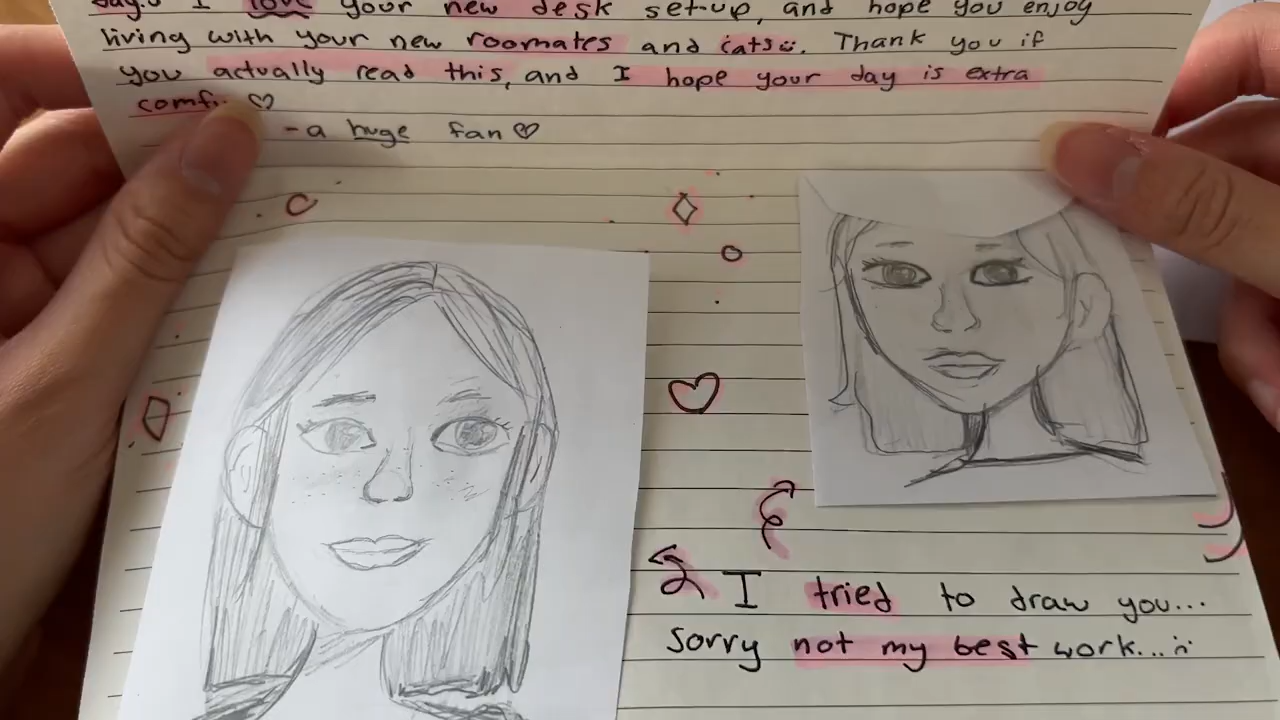 day. I love your new desk set-up, and hope you enjoy
living with your new roomates and cats. Thank you if
you actually read this, and I hope your day is extra
comfi.
-a huge fan
I tried to draw you...
sorry not my best work...